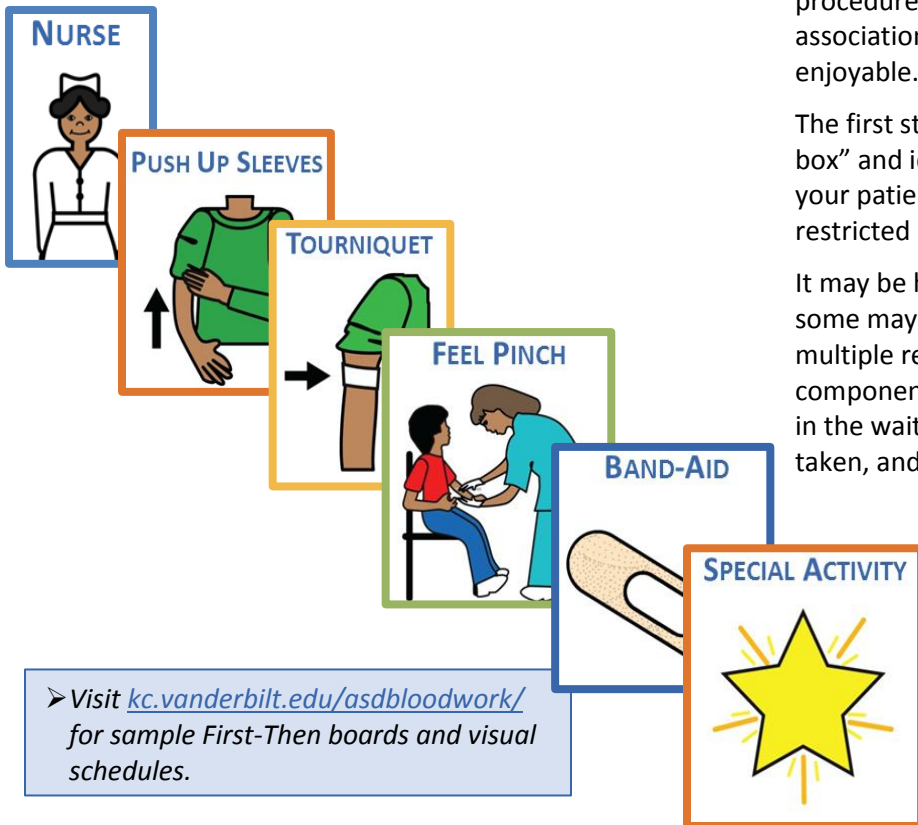 NURSE
PUSH UP SLEEVES
TOURNIQUET
FEEL PINCH
BAND-AID
SPECIAL ACTIVITY
➢Visit kc.vanderbilt.edu/asdbloodwork/
for sample First-Then boards and visual
schedules.
procedure
association
enjoyable.
The first st
box” and i
your patie
restricted
It may be
some may
multiple re
componen
in the wait
taken, and